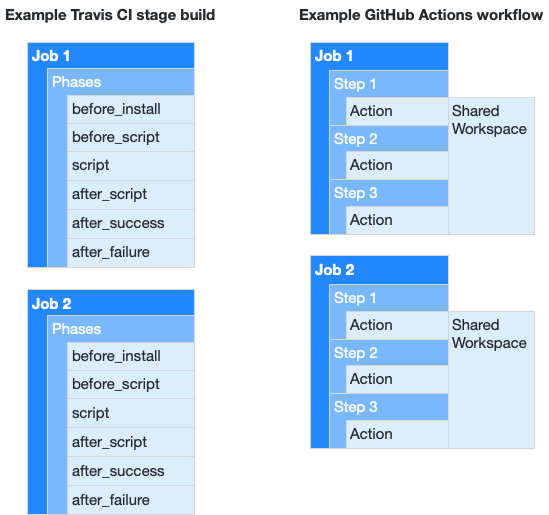 Example Travis CI stage build
Job 1
Phases
before_install
before_script
script
after_script
after_success
after_failure
Job 2
Phases
before_install
before_script
script
after_script
after_success
after_failure
Example GitHub Actions workflow
Job 1
Step 1
Action
Step 2
Action
Step 3
Action
Shared
Workspace
Job 2
Step 1
Action
Step 2
Action
Step 3
Action
Shared
Workspace